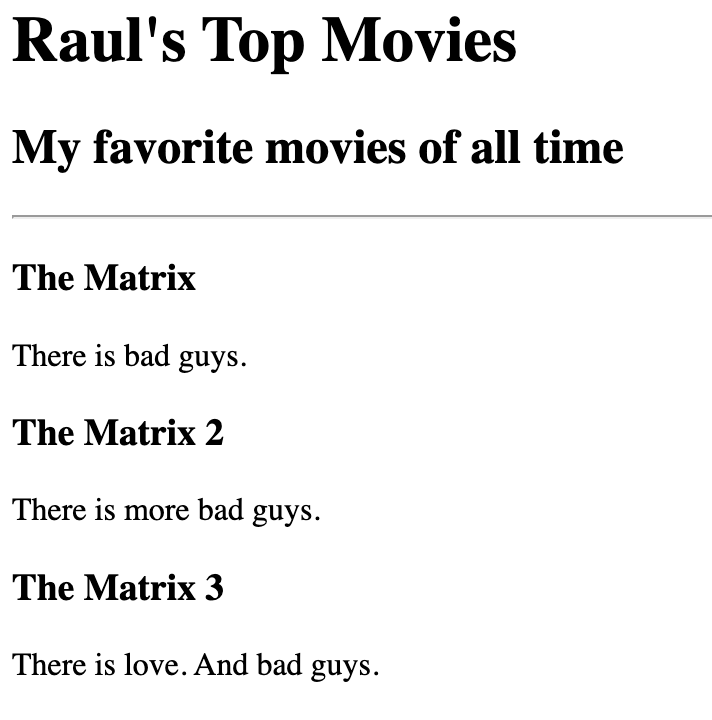 Raul's Top Movies
My favorite movies of all time
The Matrix
There is bad guys.
The Matrix 2
There is more bad guys.
The Matrix 3
There is love. And bad guys.